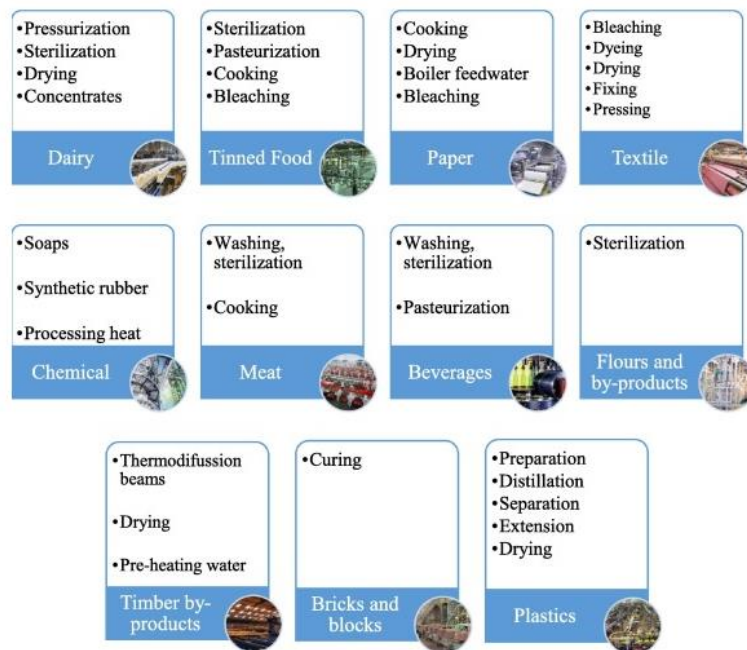 •Pressurization
•Sterilization
•Drying
•Concentrates
Dairy
•Sterilization
•Pasteurization
•Cooking
•Bleaching
Tinned Food
•Cooking
•Drying
•Boiler feedwater
•Bleaching
Paper
•Bleaching
•Dyeing
•Drying
•Fixing
•Pressing
Textile
•Soaps
•Synthetic rubber
•Processing heat
Chemical
•Washing,
sterilization
•Cooking
Meat
•Washing,
sterilization
•Pasteurization
Beverages
•Sterilization
Flours and
by-products
•Thermodifussion
beams
•Drying
•Pre-heating water
Timber by-
products
•Curing
Bricks and
blocks
•Preparation
•Distillation
•Separation
•Extension
•Drying
Plastics